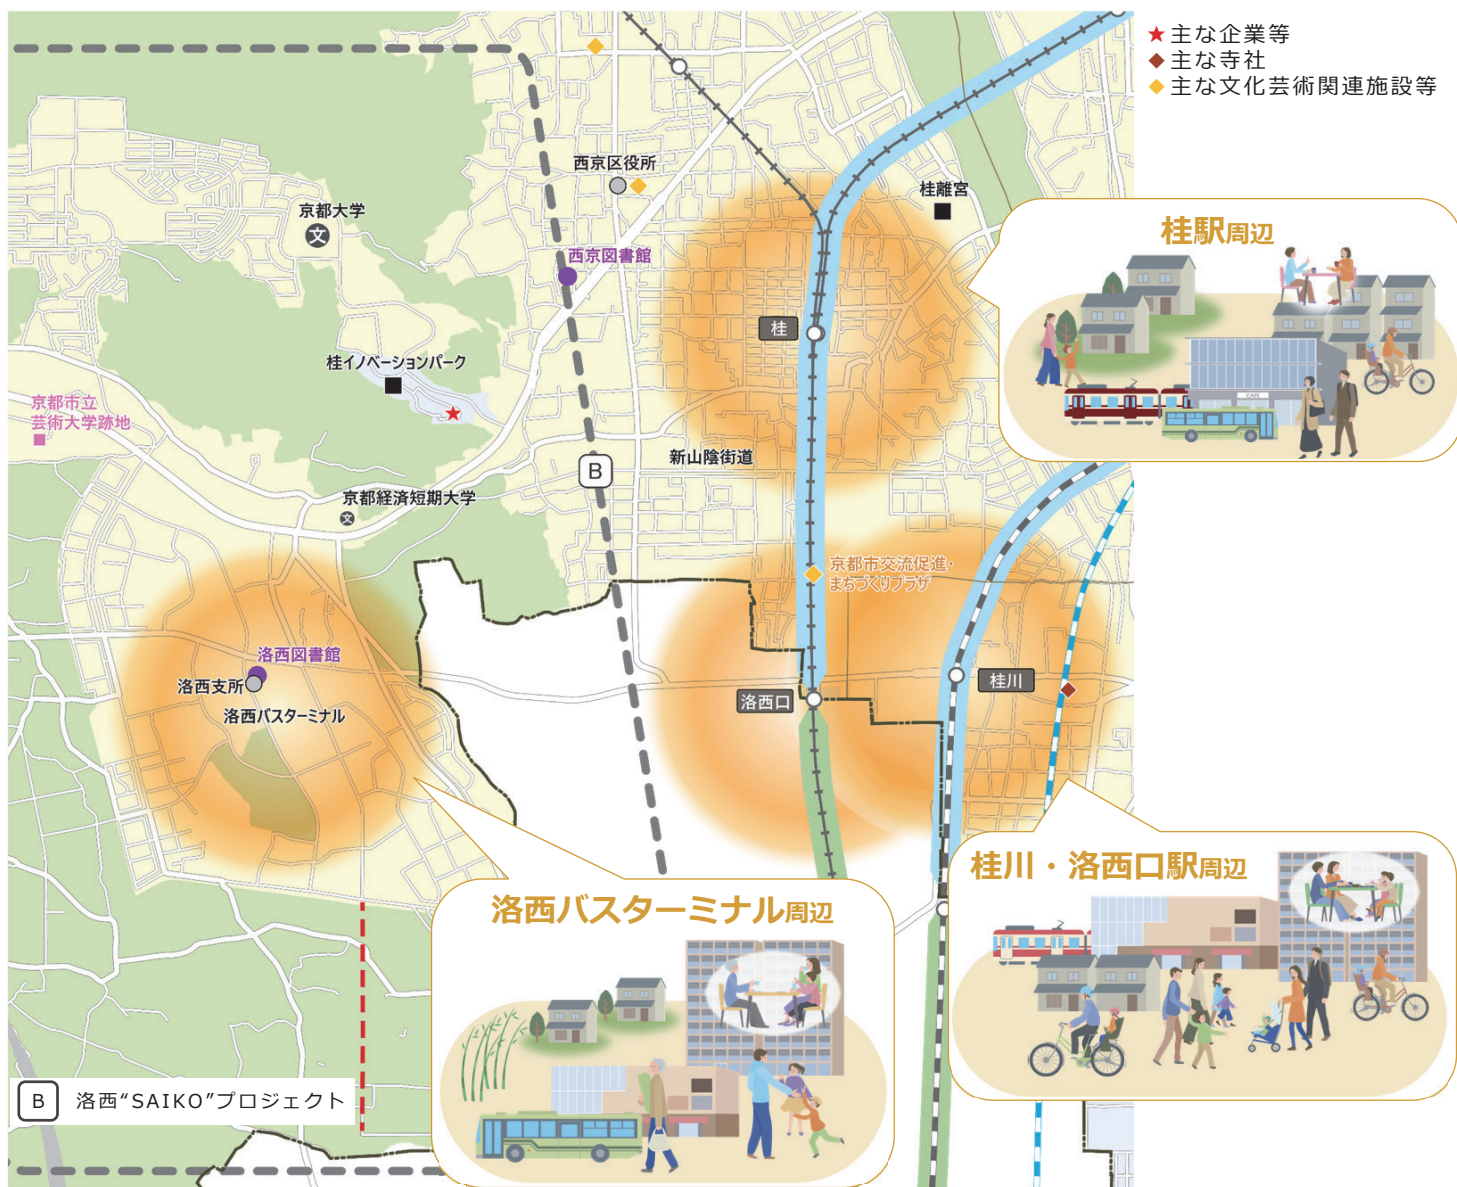 ★主な企業等
◆主な寺社
◆主な文化芸術関連施設等
西京区役所
桂離宮
京都大学
文
西京図書館
桂駅周辺
CAFE
桂
桂イノベーションパーク
京都市立
芸術大学跡地
B
新山陰街道
京都経済短期大学
文
京都市交流促進・
まちづくりプラザ
洛西図書館
洛西支所
洛西バスターミナル
洛西口
桂川
桂川・洛西口駅周辺
洛西バスターミナル周辺
B 洛西“SAIKO”プロジェクト